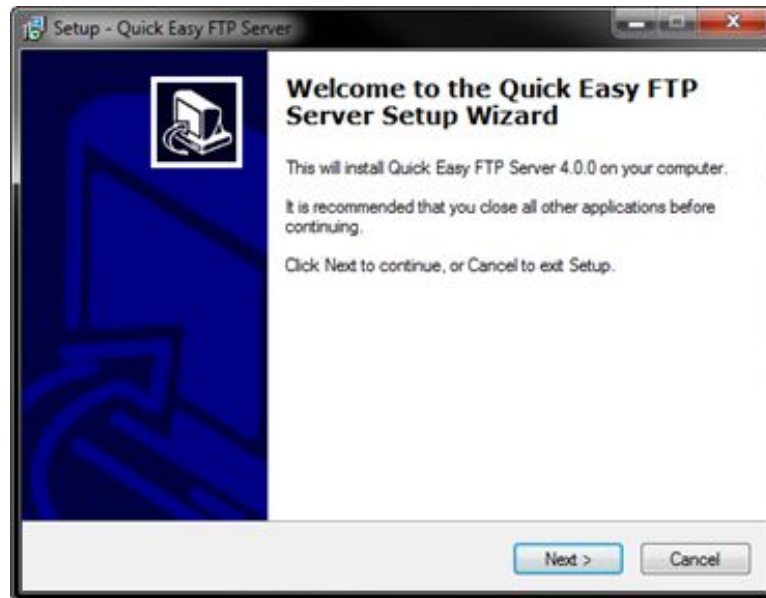 Setup - Quick Easy FTP Server
Welcome to the Quick Easy FTP
Server Setup Wizard
This will install Quick Easy FTP Server 4.0.0 on your computer.
It is recommended that you close all other applications before
continuing.
Click Next to continue, or Cancel to exit Setup.
Next >
Cancel